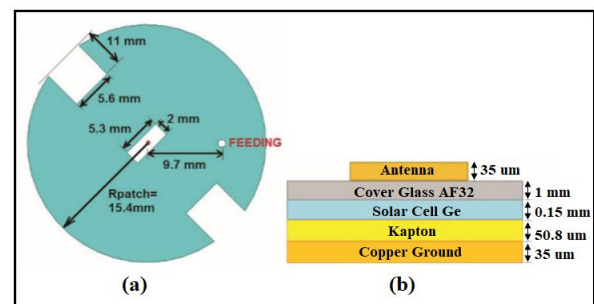 11 mm
5.6 mm
5.3 mm
2 mm
FEEDING
9.7 mm
Rpatch=
15.4mm
(a)
Antenna
35 um
Cover Glass AF32
1 mm
Solar Cell Ge
0.15 mm
Kapton
50.8 um
Copper Ground
35 um
(b)